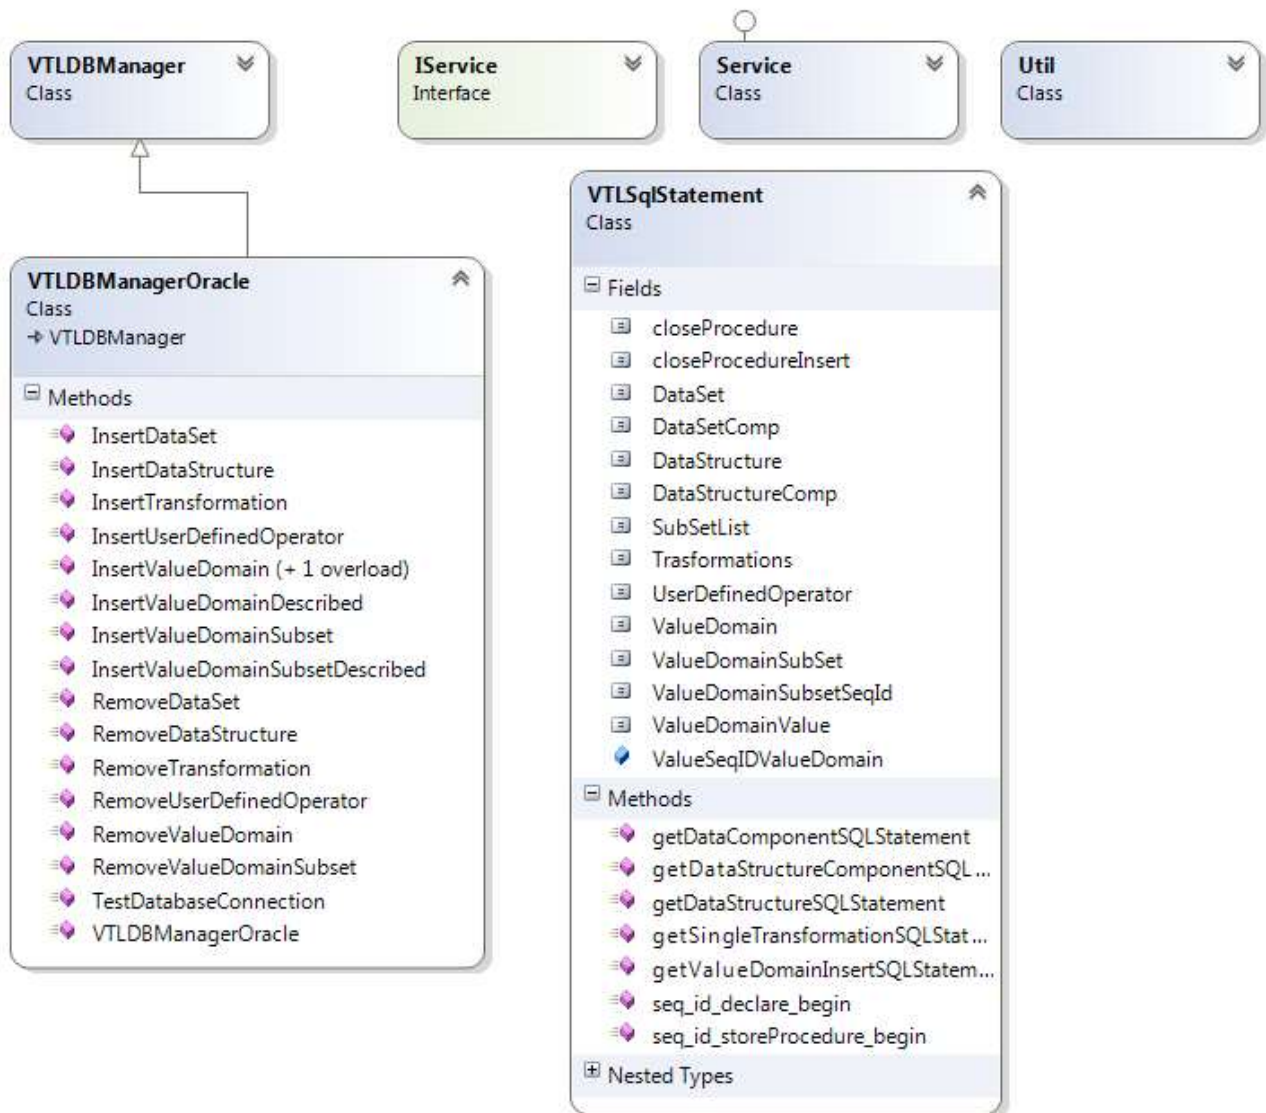 VTLDBManager
Class
IService
Interface
Service
Class
Util
Class
VTLDBManagerOracle
Class
VTLDBManager
Methods
InsertDataSet
InsertDataStructure
InsertTransformation
InsertUserDefinedOperator
InsertValueDomain (+ 1 overload)
InsertValueDomainDescribed
InsertValueDomainSubset
InsertValueDomainSubsetDescribed
RemoveDataSet
RemoveDataStructure
RemoveTransformation
RemoveUserDefinedOperator
RemoveValueDomain
RemoveValueDomainSubset
TestDatabaseConnection
VTLDBManagerOracle
VTLSqlStatement
Class
Fields
closeProcedure
closeProcedureInsert
DataSet
DataSetComp
DataStructure
DataStructureComp
SubSetList
Trasformations
UserDefinedOperator
ValueDomain
ValueDomainSubSet
ValueDomainSubsetSeqId
ValueDomainValue
ValueSeqIDValueDomain
Methods
getDataComponentSQLStatement
getDataStructureComponentSQL...
getDataStructureSQLStatement
getSingleTransformationSQLStat...
getValueDomainInsertSQLStatem...
seq_id_declare_begin
seq_id_storeProcedure_begin
Nested Types